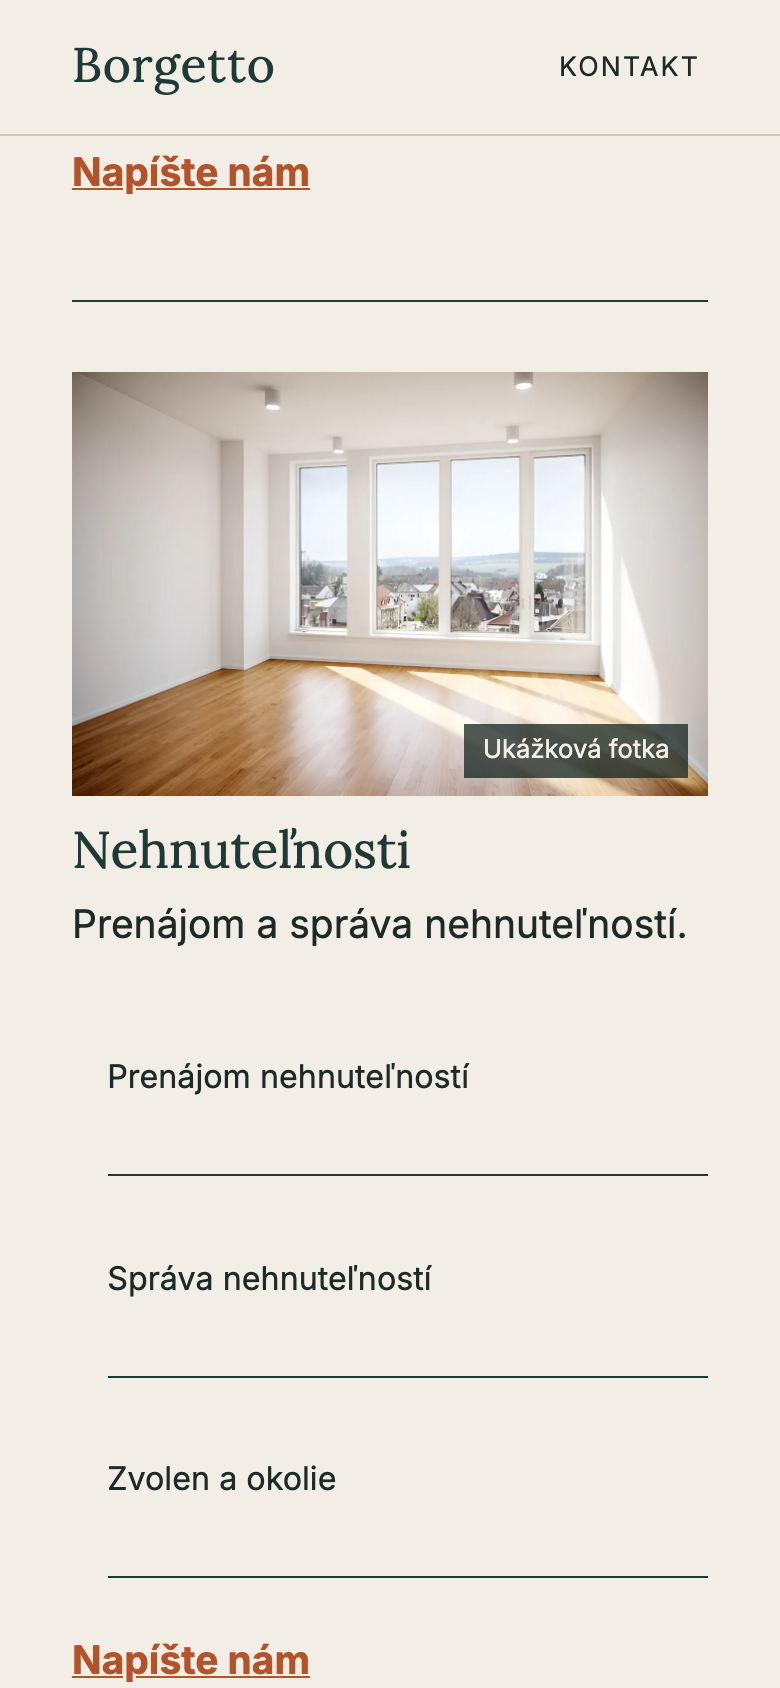 Borgetto
KONTAKT
Napíšte nám
Ukážková fotka
Nehnuteľnosti
Prenájom a správa nehnuteľností.
Prenájom nehnuteľností
Správa nehnuteľností
Zvolen a okolie
Napíšte nám